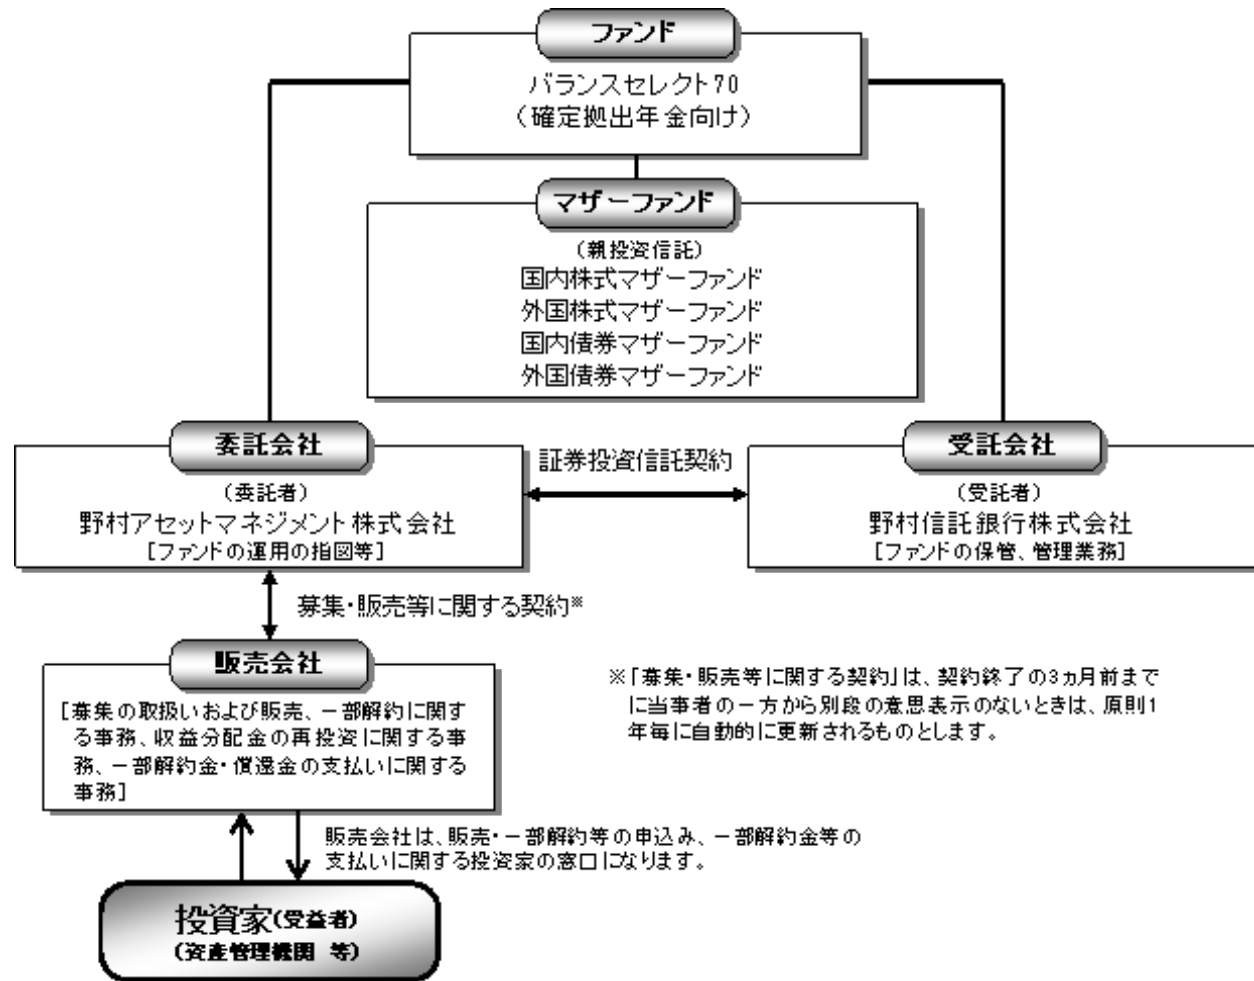 ファンド
バランスセレクト70
（確定拠出年金向け）
マザーファンド
（親投資信託）
国内株式マザーファンド
外国株式マザーファンド
国内債券マザーファンド
外国債券マザーファンド
委託会社
（委託者）
野村アセットマネジメント株式会社
［ファンドの運用の指図等］
証券投資信託契約
受託会社
（受託者）
野村信託銀行株式会社
［ファンドの保管、管理業務］
募集・販売等に関する契約※
販売会社
［募集の取扱いおよび販売、一部解約に関す
る事務、収益分配金の再投資に関する事
務、一部解約金・償還金の支払いに関する
事務］
※「募集・販売等に関する契約」は、契約終了の3ヵ月前まで
に当事者の一方から別段の意思表示のないときは、原則1
年毎に自動的に更新されるものとします。
販売会社は、販売・一部解約等の申込み、一部解約金等の
支払いに関する投資家の窓口になります。
投資家（受益者）
（資産管理機関 等）